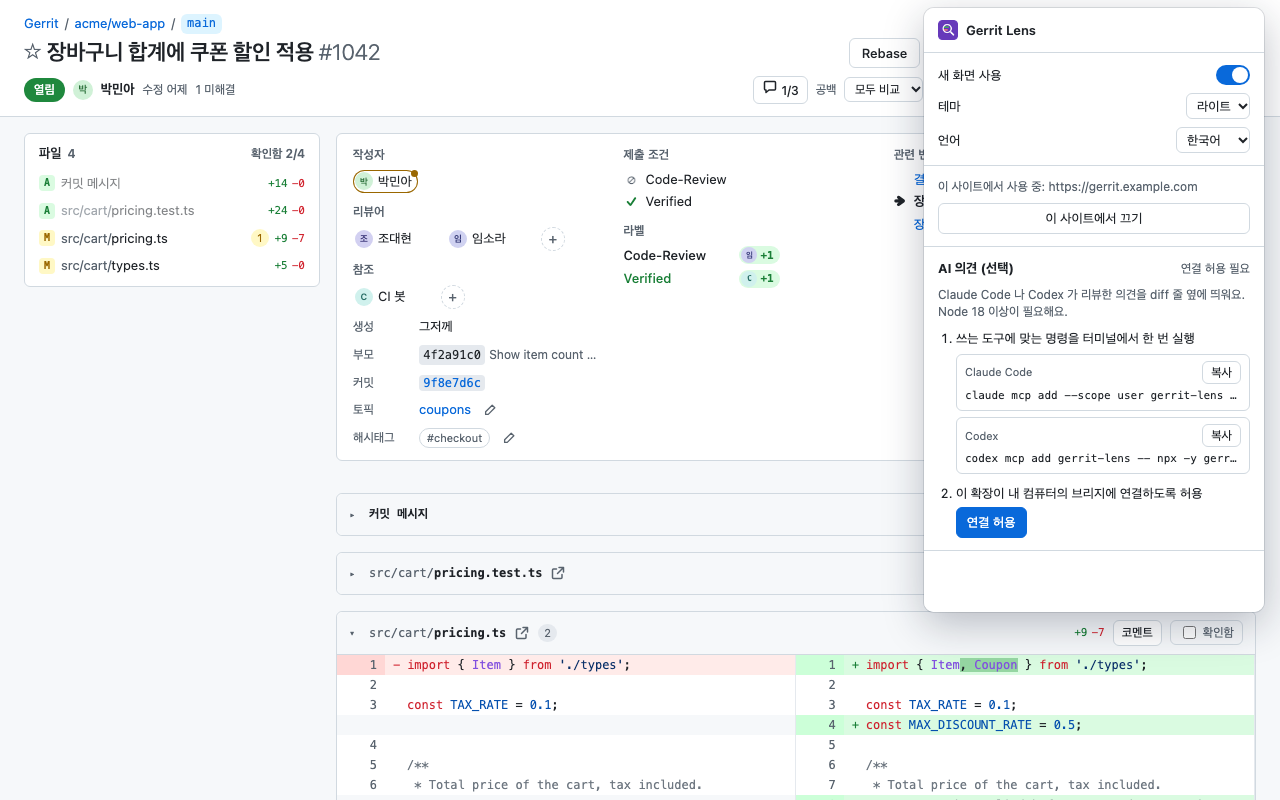 Gerrit / acme/web-app / main
☆ 장바구니 합계에 쿠폰 할인 적용 #1042
Rebase
열림 박 박민아 수정 어제 1 미해결
1/3 공백 모두 비교
파일 4 확인함 2/4
A 커밋 메시지 +14 −0
A src/cart/pricing.test.ts +24 −0
M src/cart/pricing.ts 1 +9 −7
M src/cart/types.ts +5 −0
작성자
박 박민아
리뷰어
조 조대현 임 임소라 +
참조
C CI 봇 +
생성 그저께
부모 4f2a91c0 Show item count ...
커밋 9f8e7d6c
토픽 coupons
해시태그 #checkout
제출 조건
Code-Review
Verified
라벨
Code-Review 임 +1
Verified C +1
관련
Gerrit Lens
새 화면 사용
테마 라이트
언어 한국어
이 사이트에서 사용 중: https://gerrit.example.com
이 사이트에서 끄기
AI 의견 (선택) 연결 허용 필요
Claude Code 나 Codex 가 리뷰한 의견을 diff 줄 옆에 띄워요.
Node 18 이상이 필요해요.
1. 쓰는 도구에 맞는 명령을 터미널에서 한 번 실행
Claude Code 복사
claude mcp add --scope user gerrit-lens …
Codex 복사
codex mcp add gerrit-lens -- npx -y gerr…
2. 이 확장이 내 컴퓨터의 브리지에 연결하도록 허용
연결 허용
커밋 메시지
src/cart/pricing.test.ts
src/cart/pricing.ts 2 +9 −7 코멘트 확인함
1 − import { Item } from './types';
2
3 const TAX_RATE = 0.1;
4
5 /**
6 * Total price of the cart, tax included.
1 + import { Item, Coupon } from './types';
2
3 const TAX_RATE = 0.1;
4 + const MAX_DISCOUNT_RATE = 0.5;
5
6 /**
7 * Total price of the cart, tax included.